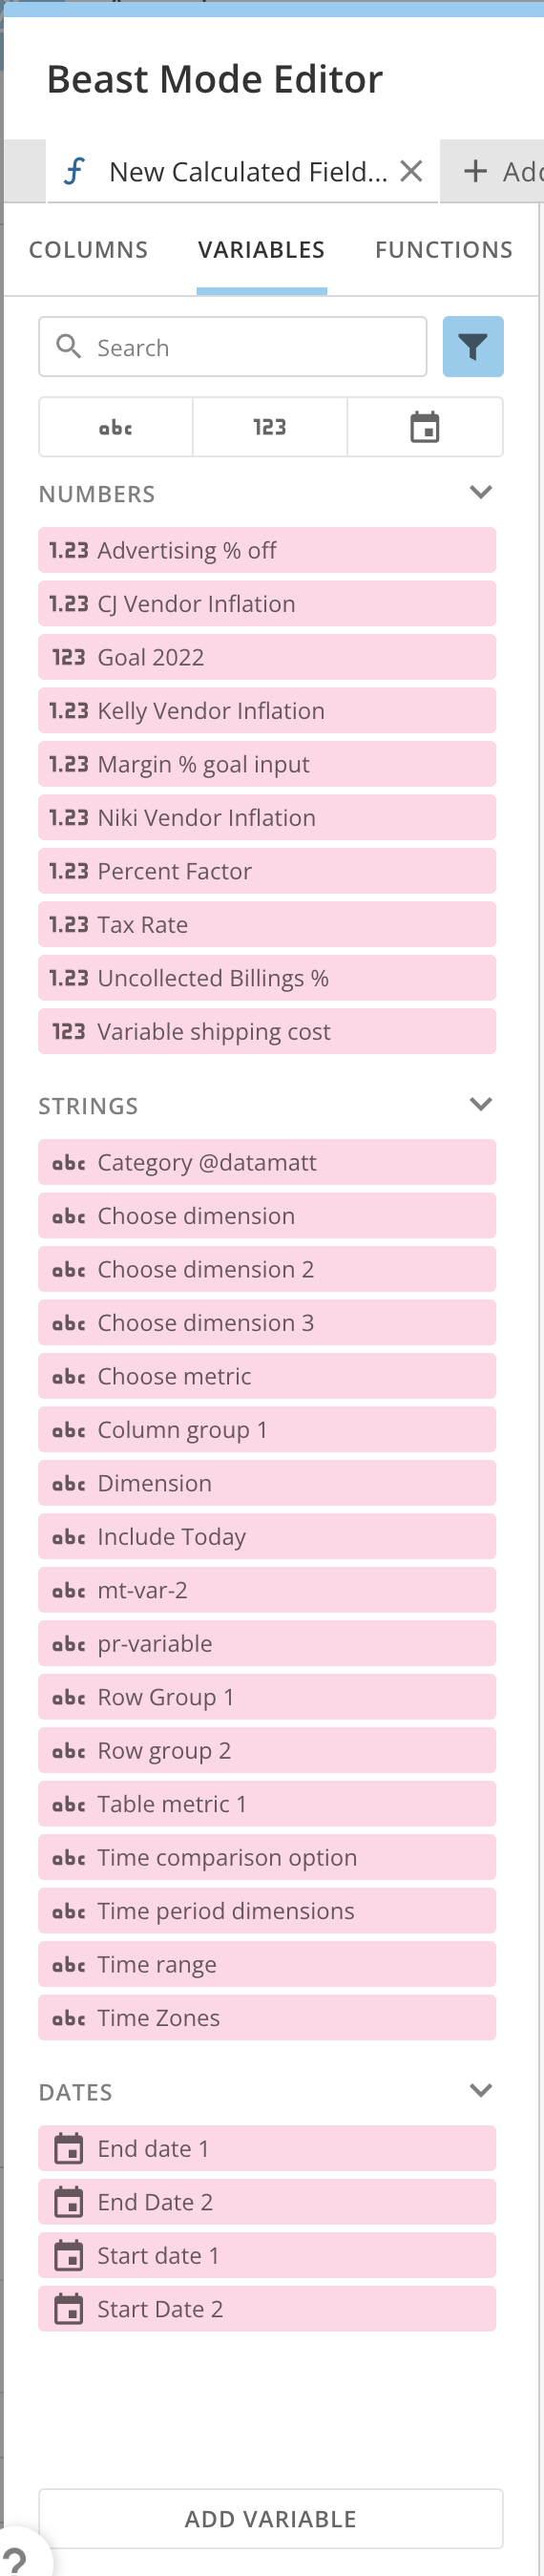 Beast Mode Editor
New Calculated Field...
COLUMNS VARIABLES FUNCTIONS
Search
abc 123
NUMBERS
1.23 Advertising % off
1.23 CJ Vendor Inflation
123 Goal 2022
1.23 Kelly Vendor Inflation
1.23 Margin % goal input
1.23 Niki Vendor Inflation
1.23 Percent Factor
1.23 Tax Rate
1.23 Uncollected Billings %
123 Variable shipping cost
STRINGS
abc Category @datamatt
abc Choose dimension
abc Choose dimension 2
abc Choose dimension 3
abc Choose metric
abc Column group 1
abc Dimension
abc Include Today
abc mt-var-2
abc pr-variable
abc Row Group 1
abc Row group 2
abc Table metric 1
abc Time comparison option
abc Time period dimensions
abc Time range
abc Time Zones
DATES
End date 1
End Date 2
Start date 1
Start Date 2
ADD VARIABLE
?